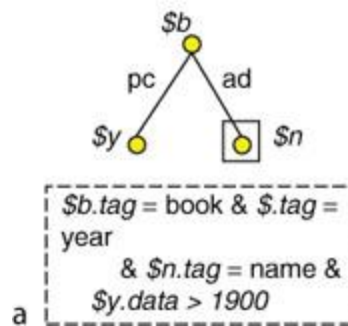 $b
pc ad
$y $n
$b.tag = book & $.tag =
year
& $n.tag = name &
$y.data > 1900
a